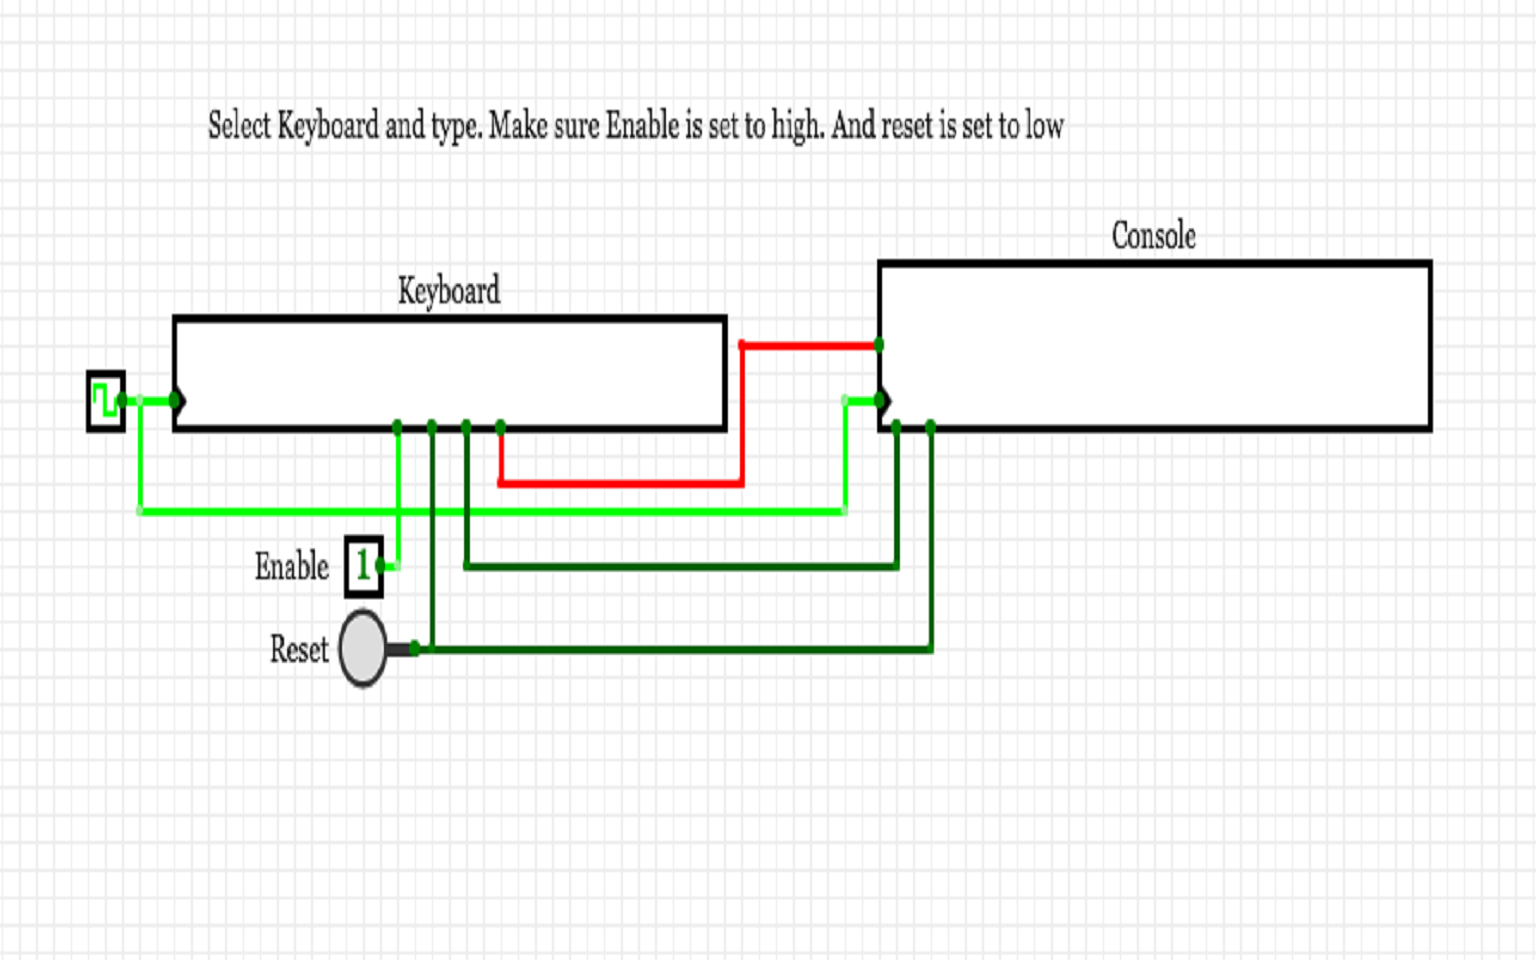 Select Keyboard and type. Make sure Enable is set to high. And reset is set to low
Console
Keyboard
Enable
1
Reset